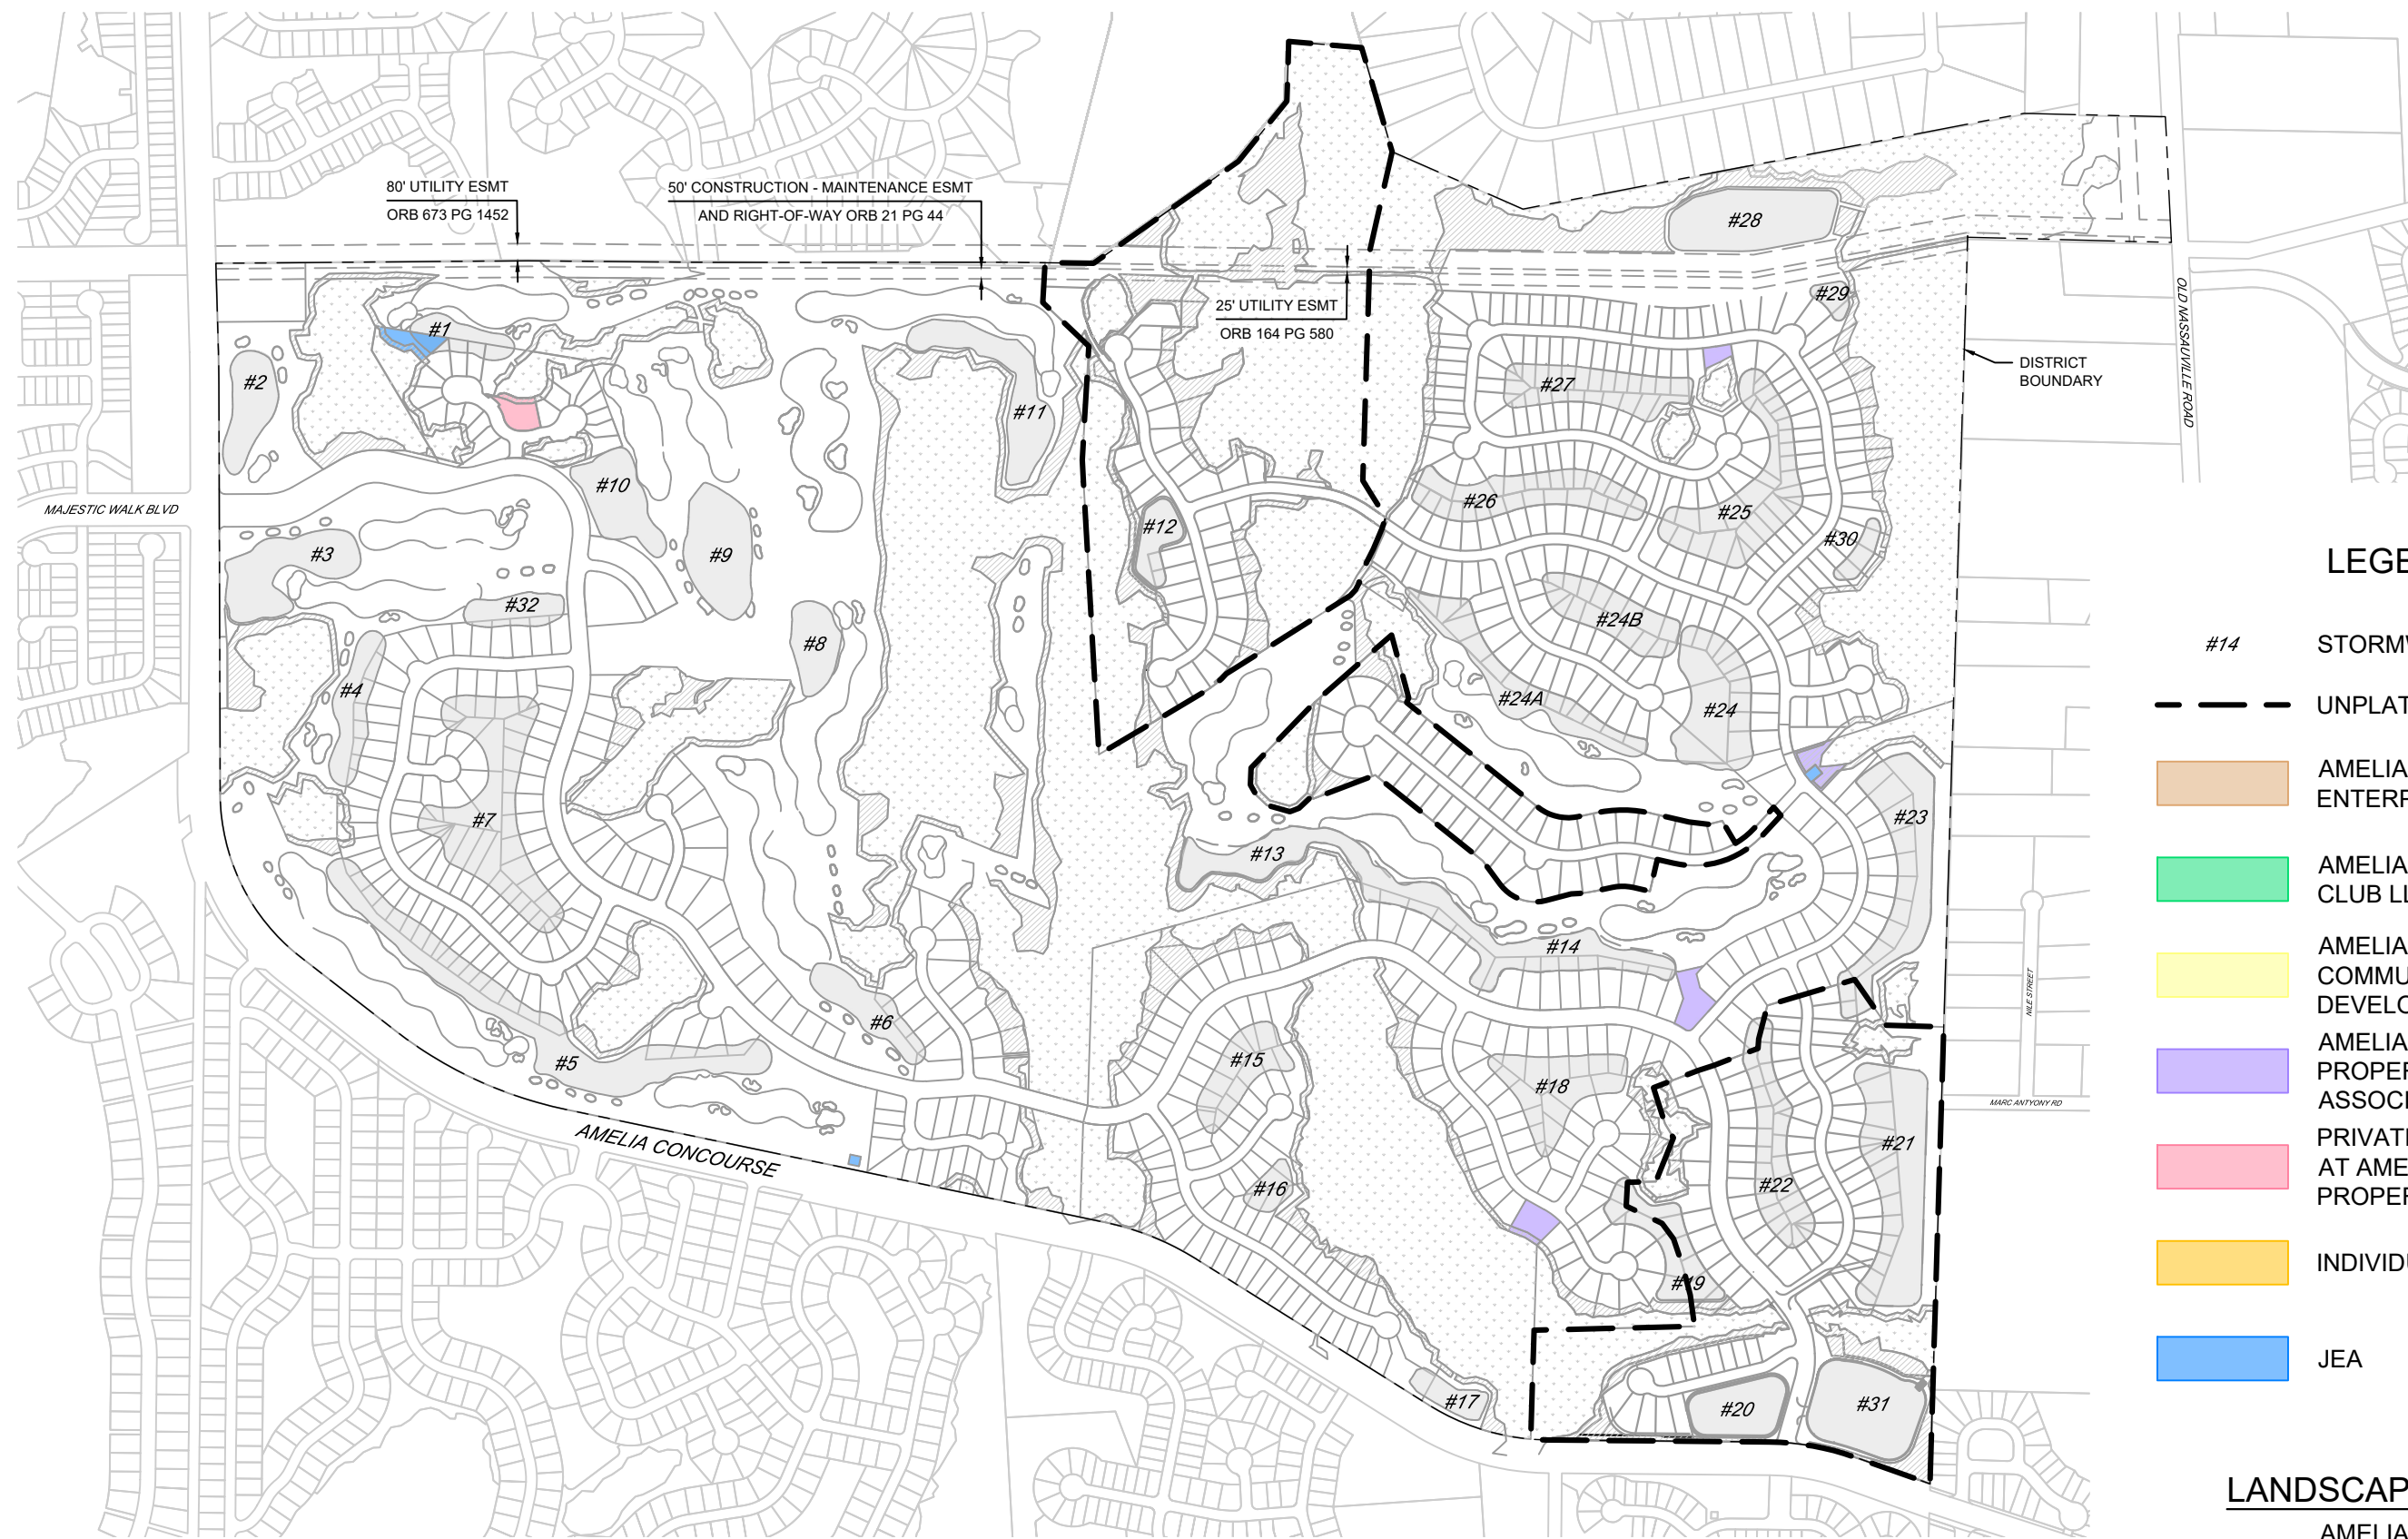 80' UTILITY ESMT
ORB 673 PG 1452
50' CONSTRUCTION - MAINTENANCE ESMT
AND RIGHT-OF-WAY ORB 21 PG 44
25' UTILITY ESMT
ORB 164 PG 580
#28
#29
#1
#2
#27
#11
DISTRICT
BOUNDARY
OLD NASSAUVILLE ROAD
MAJESTIC WALK BLVD
#10
#26
#25
#12
#30
#3
#9
#32
#24B
#8
#4
#24A
#24
#7
#23
#13
#14
#6
#5
#15
#18
NILE STREET
MARC ANTYONY RD
AMELIA CONCOURSE
#16
#22
#21
#19
#17
#20
#31
1
2
LEGE
#14
STORMW
UNPLAT
AMELIA
ENTERP
AMELIA
CLUB LL
AMELIA
COMMU
DEVELO
AMELIA
PROPER
ASSOCI
PRIVATE
AT AME
PROPER
INDIVIDU
JEA
LANDSCAP
AMELIA